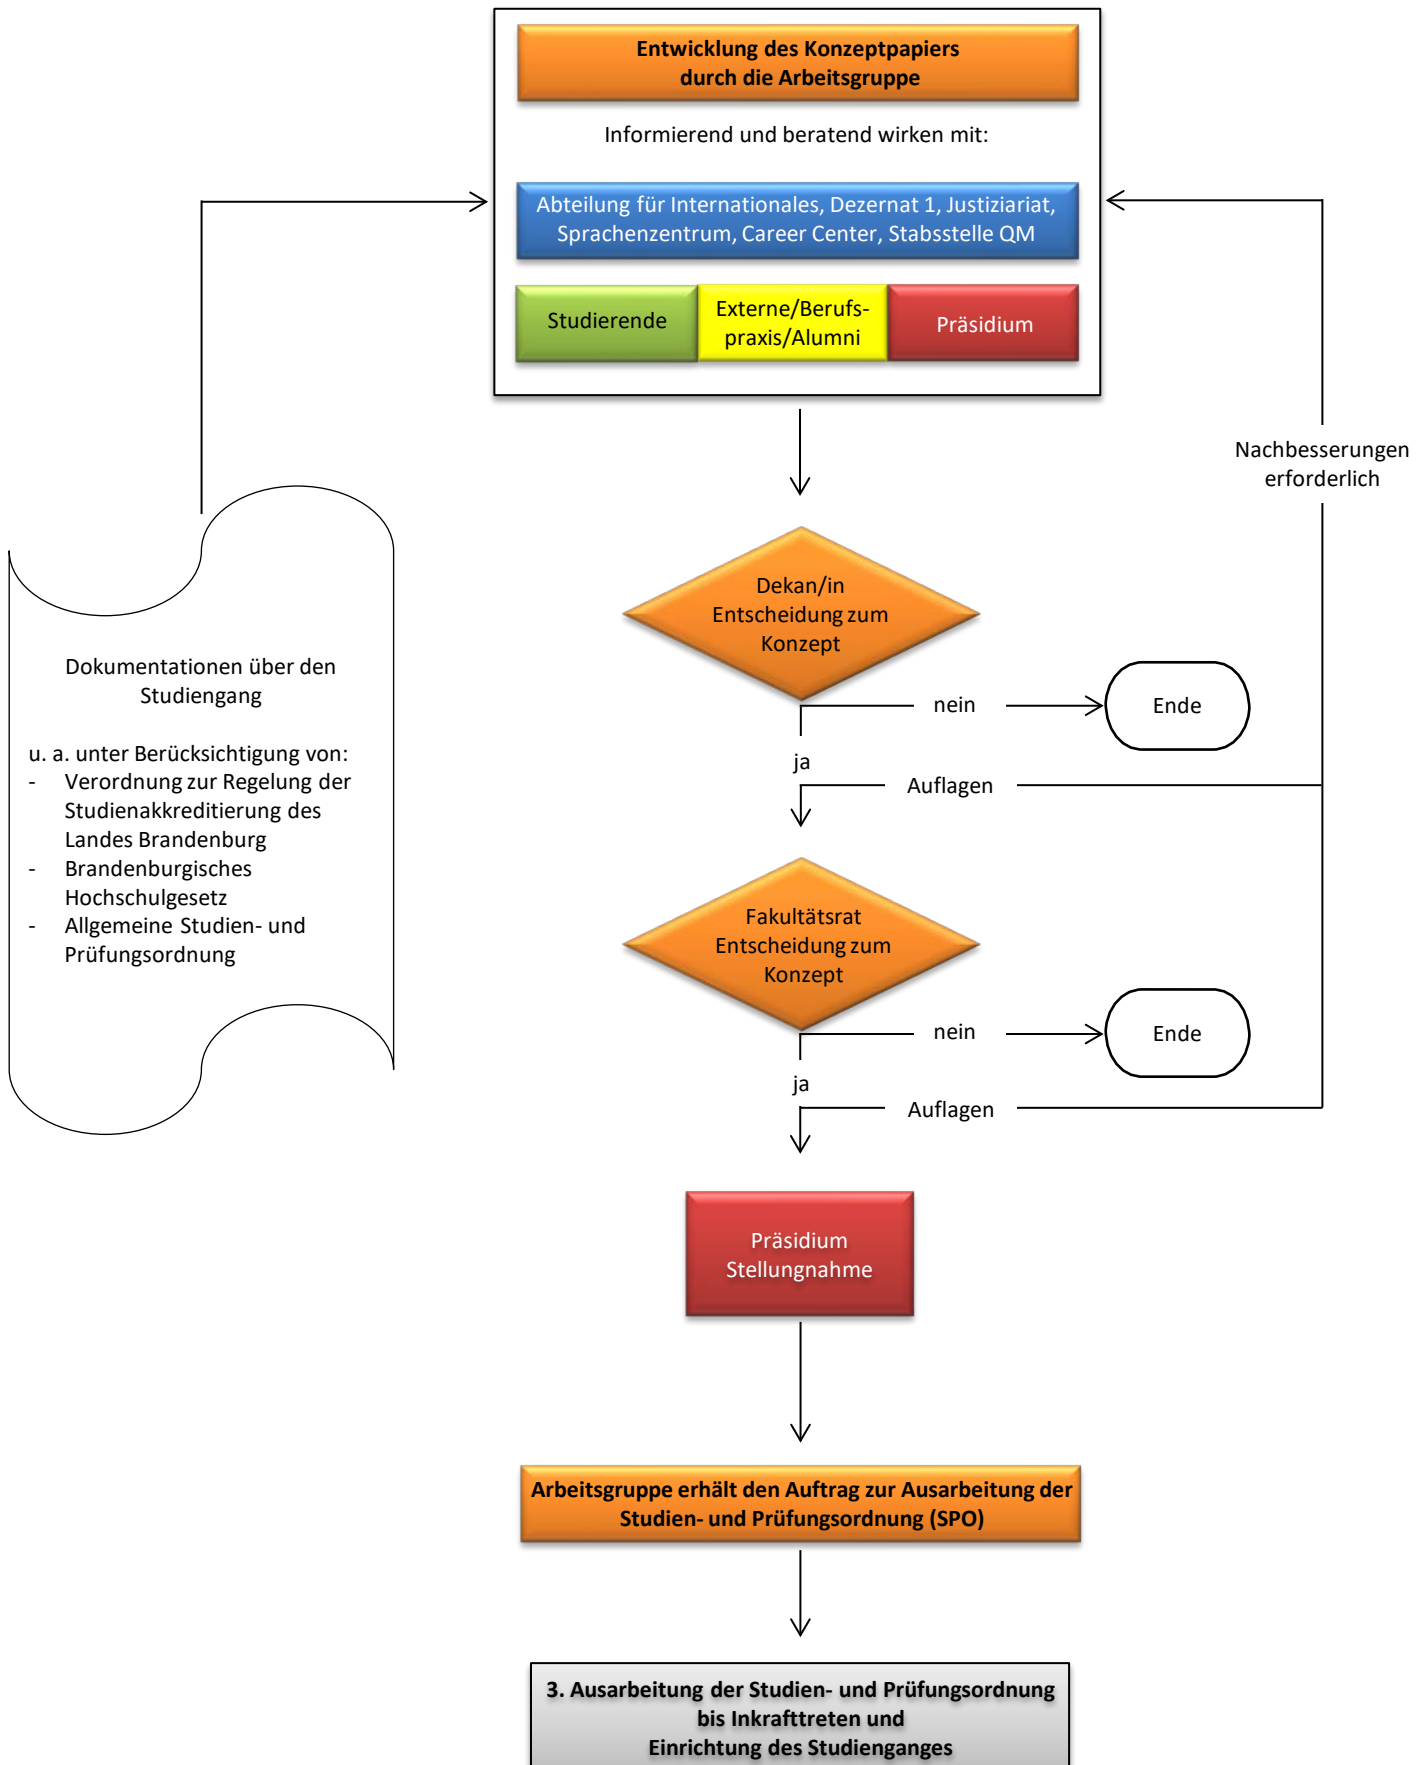 Entwicklung des Konzeptpapiers
durch die Arbeitsgruppe
Informierend und beratend wirken mit:
Abteilung für Internationales, Dezernat 1, Justiziariat,
Sprachenzentrum, Career Center, Stabsstelle QM
Studierende
Externe/Berufs-
praxis/Alumni
Präsidium
Nachbesserungen
erforderlich
Dokumentationen über den
Studiengang
u. a. unter Berücksichtigung von:
- Verordnung zur Regelung der
Studienakkreditierung des
Landes Brandenburg
- Brandenburgisches
Hochschulgesetz
- Allgemeine Studien- und
Prüfungsordnung
Dekan/in
Entscheidung zum
Konzept
nein
Ende
ja
Auflagen
Fakultätsrat
Entscheidung zum
Konzept
nein
Ende
ja
Auflagen
Präsidium
Stellungnahme
Arbeitsgruppe erhält den Auftrag zur Ausarbeitung der
Studien- und Prüfungsordnung (SPO)
3. Ausarbeitung der Studien- und Prüfungsordnung
bis Inkrafttreten und
Einrichtung des Studienganges